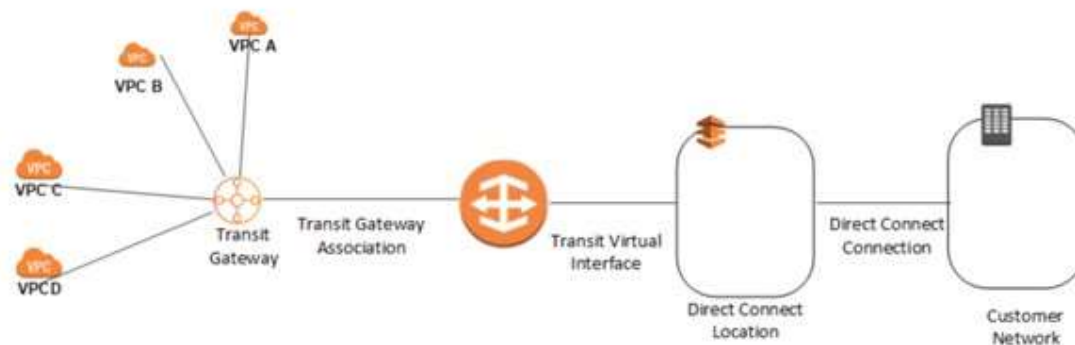 VPC
VPC A
VPC
VPC B
VPC
VPC C
VPC
VPCD
Transit
Gateway
Transit Gateway
Association
Transit Virtual
Interface
Direct Connect
Location
Direct Connect
Connection
Customer
Network